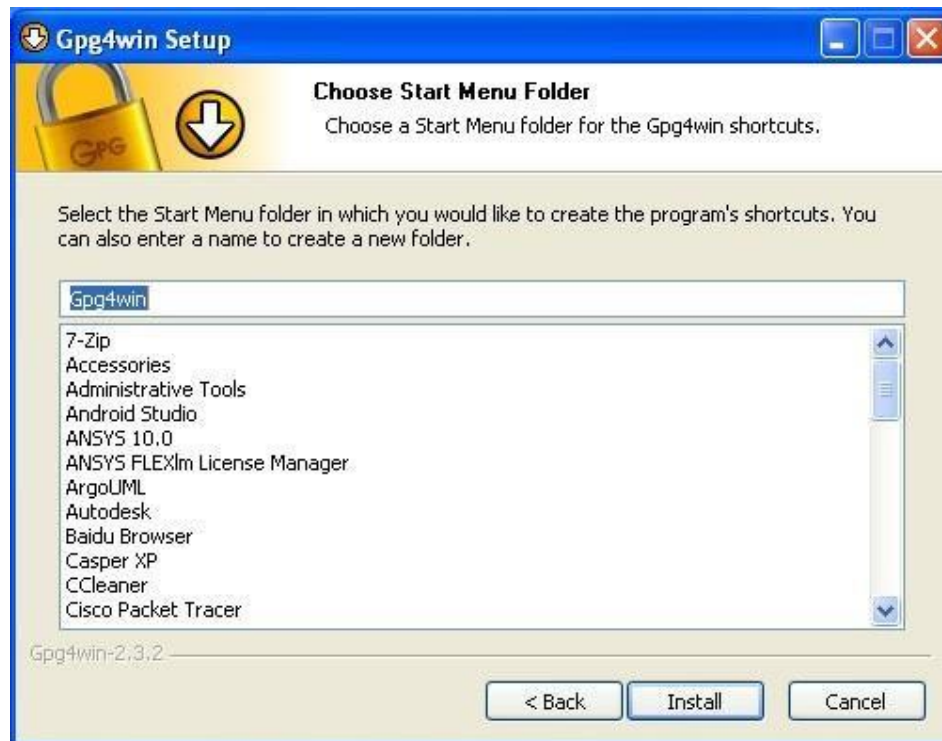 Gpg4win Setup
GPG
Choose Start Menu Folder
Choose a Start Menu folder for the Gpg4win shortcuts.
Select the Start Menu folder in which you would like to create the program's shortcuts. You
can also enter a name to create a new folder.
Gpg4win
7-Zip
Accessories
Administrative Tools
Android Studio
ANSYS 10.0
ANSYS FLEXlm License Manager
ArgoUML
Autodesk
Baidu Browser
Casper XP
CCleaner
Cisco Packet Tracer
Gpg4win-2.3.2
< Back Install Cancel